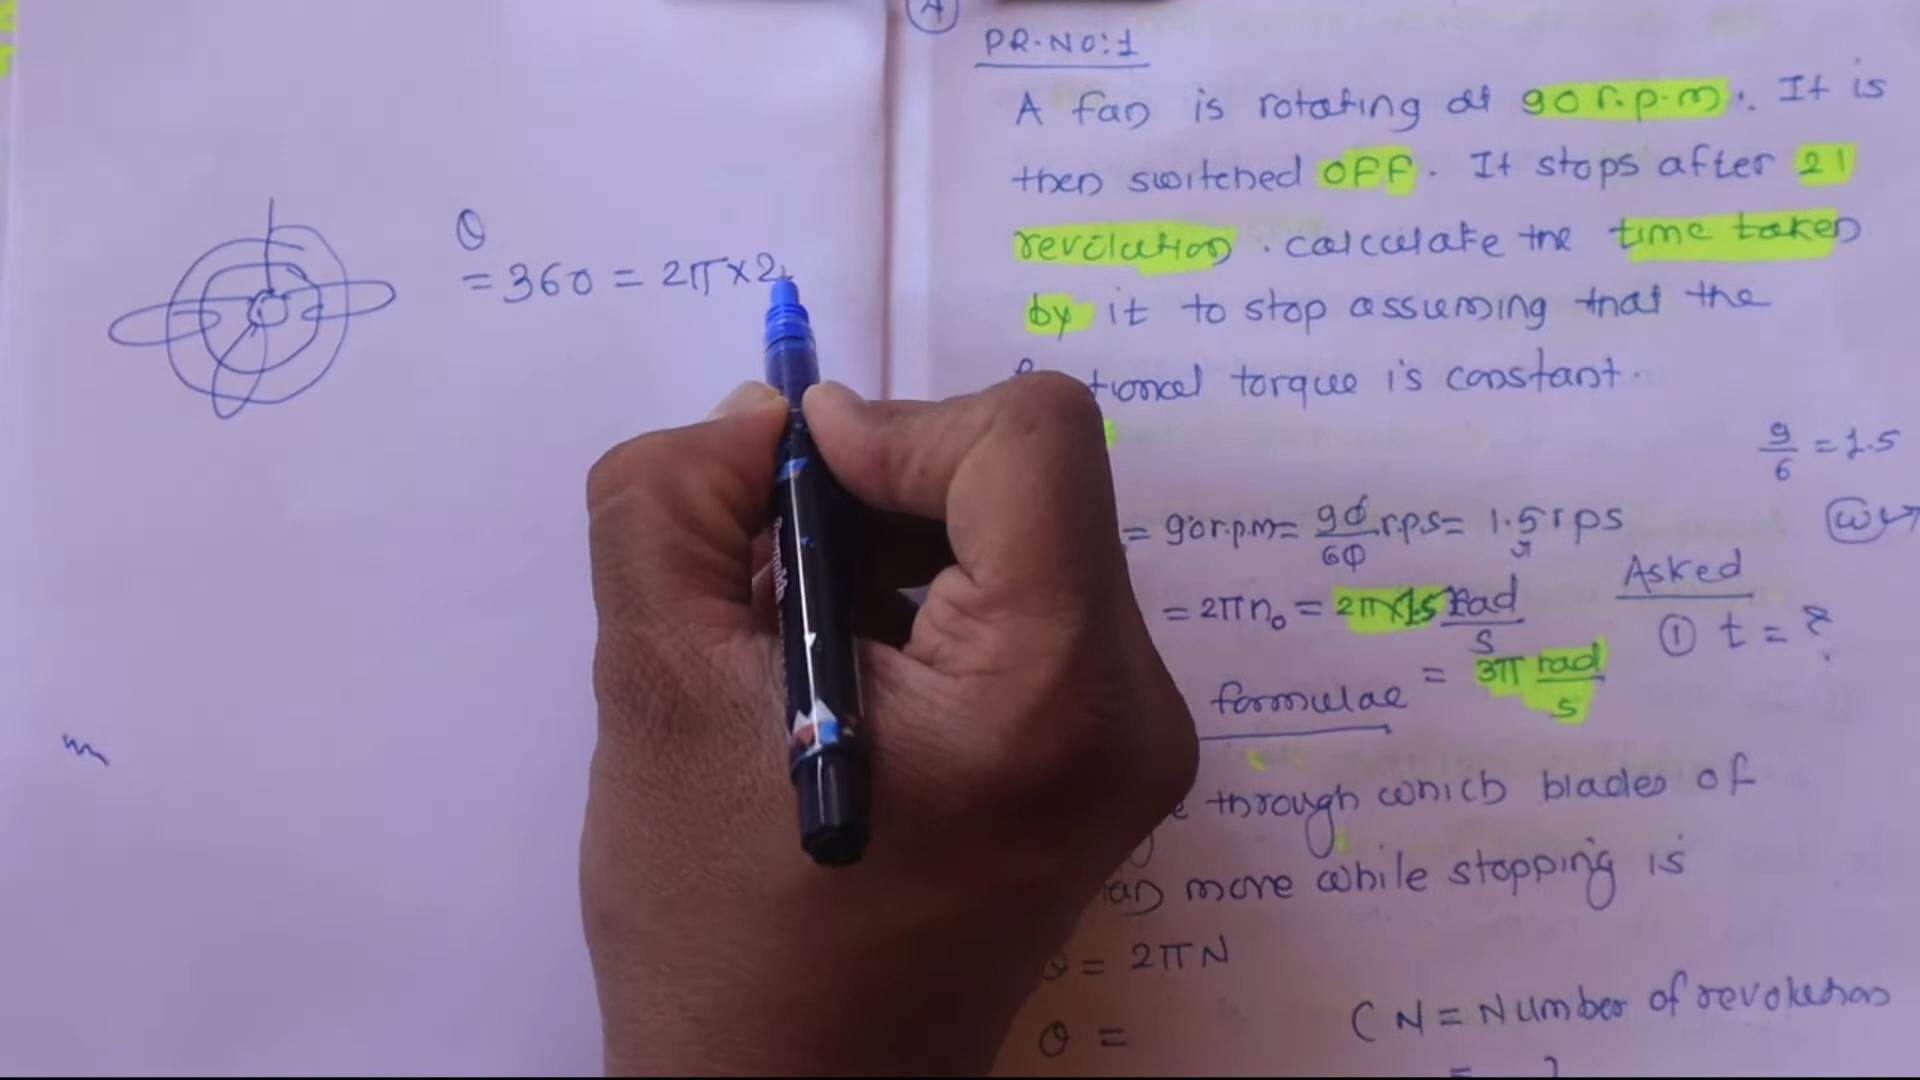 A
PR.NO:1
A fan is rotating at 90 r.p.m. It is
then switched OFF. It stops after 21
revolution. calculate the time taken
by it to stop assuming that the
tional torque is constant.
θ
= 360 = 2π×2
9/6 = 1.5
= 90r.p.m= 90/60 r.p.s= 1.5 rps
ω
= 2πn₀ = 2π×1.5 rad/s
Asked
① t = ?
= 3π rad/s
formulae
through which blades of
more while stopping is
θ = 2πN
(N = Number of
θ =
m